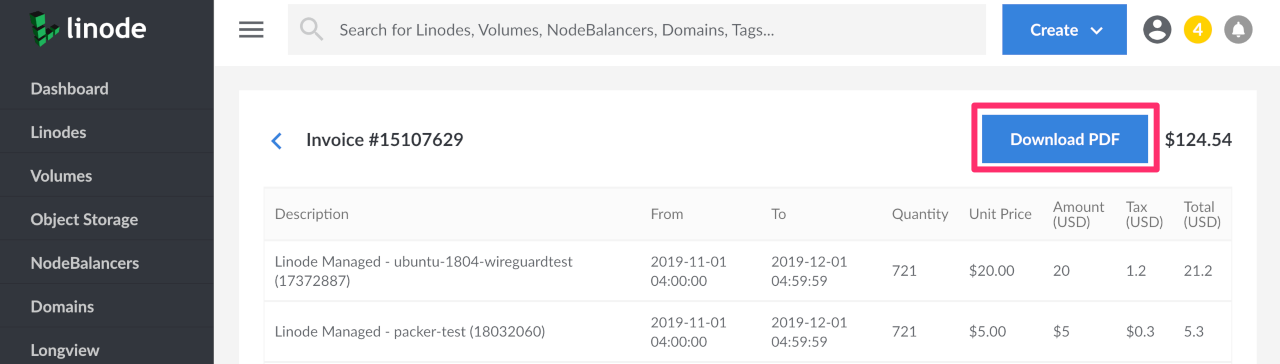 linode
Search for Linodes, Volumes, NodeBalancers, Domains, Tags...
Create
4
Dashboard
Linodes
Volumes
Object Storage
NodeBalancers
Domains
Longview
Invoice #15107629
Download PDF
$124.54
Description From To Quantity Unit Price Amount (USD) Tax (USD) Total (USD)
Linode Managed - ubuntu-1804-wireguardtest 2019-11-01 2019-12-01 721 $20.00 20 1.2 21.2
(17372887) 04:00:00 04:59:59
Linode Managed - packer-test (18032060) 2019-11-01 2019-12-01 721 $5.00 $5 $0.3 5.3
04:00:00 04:59:59